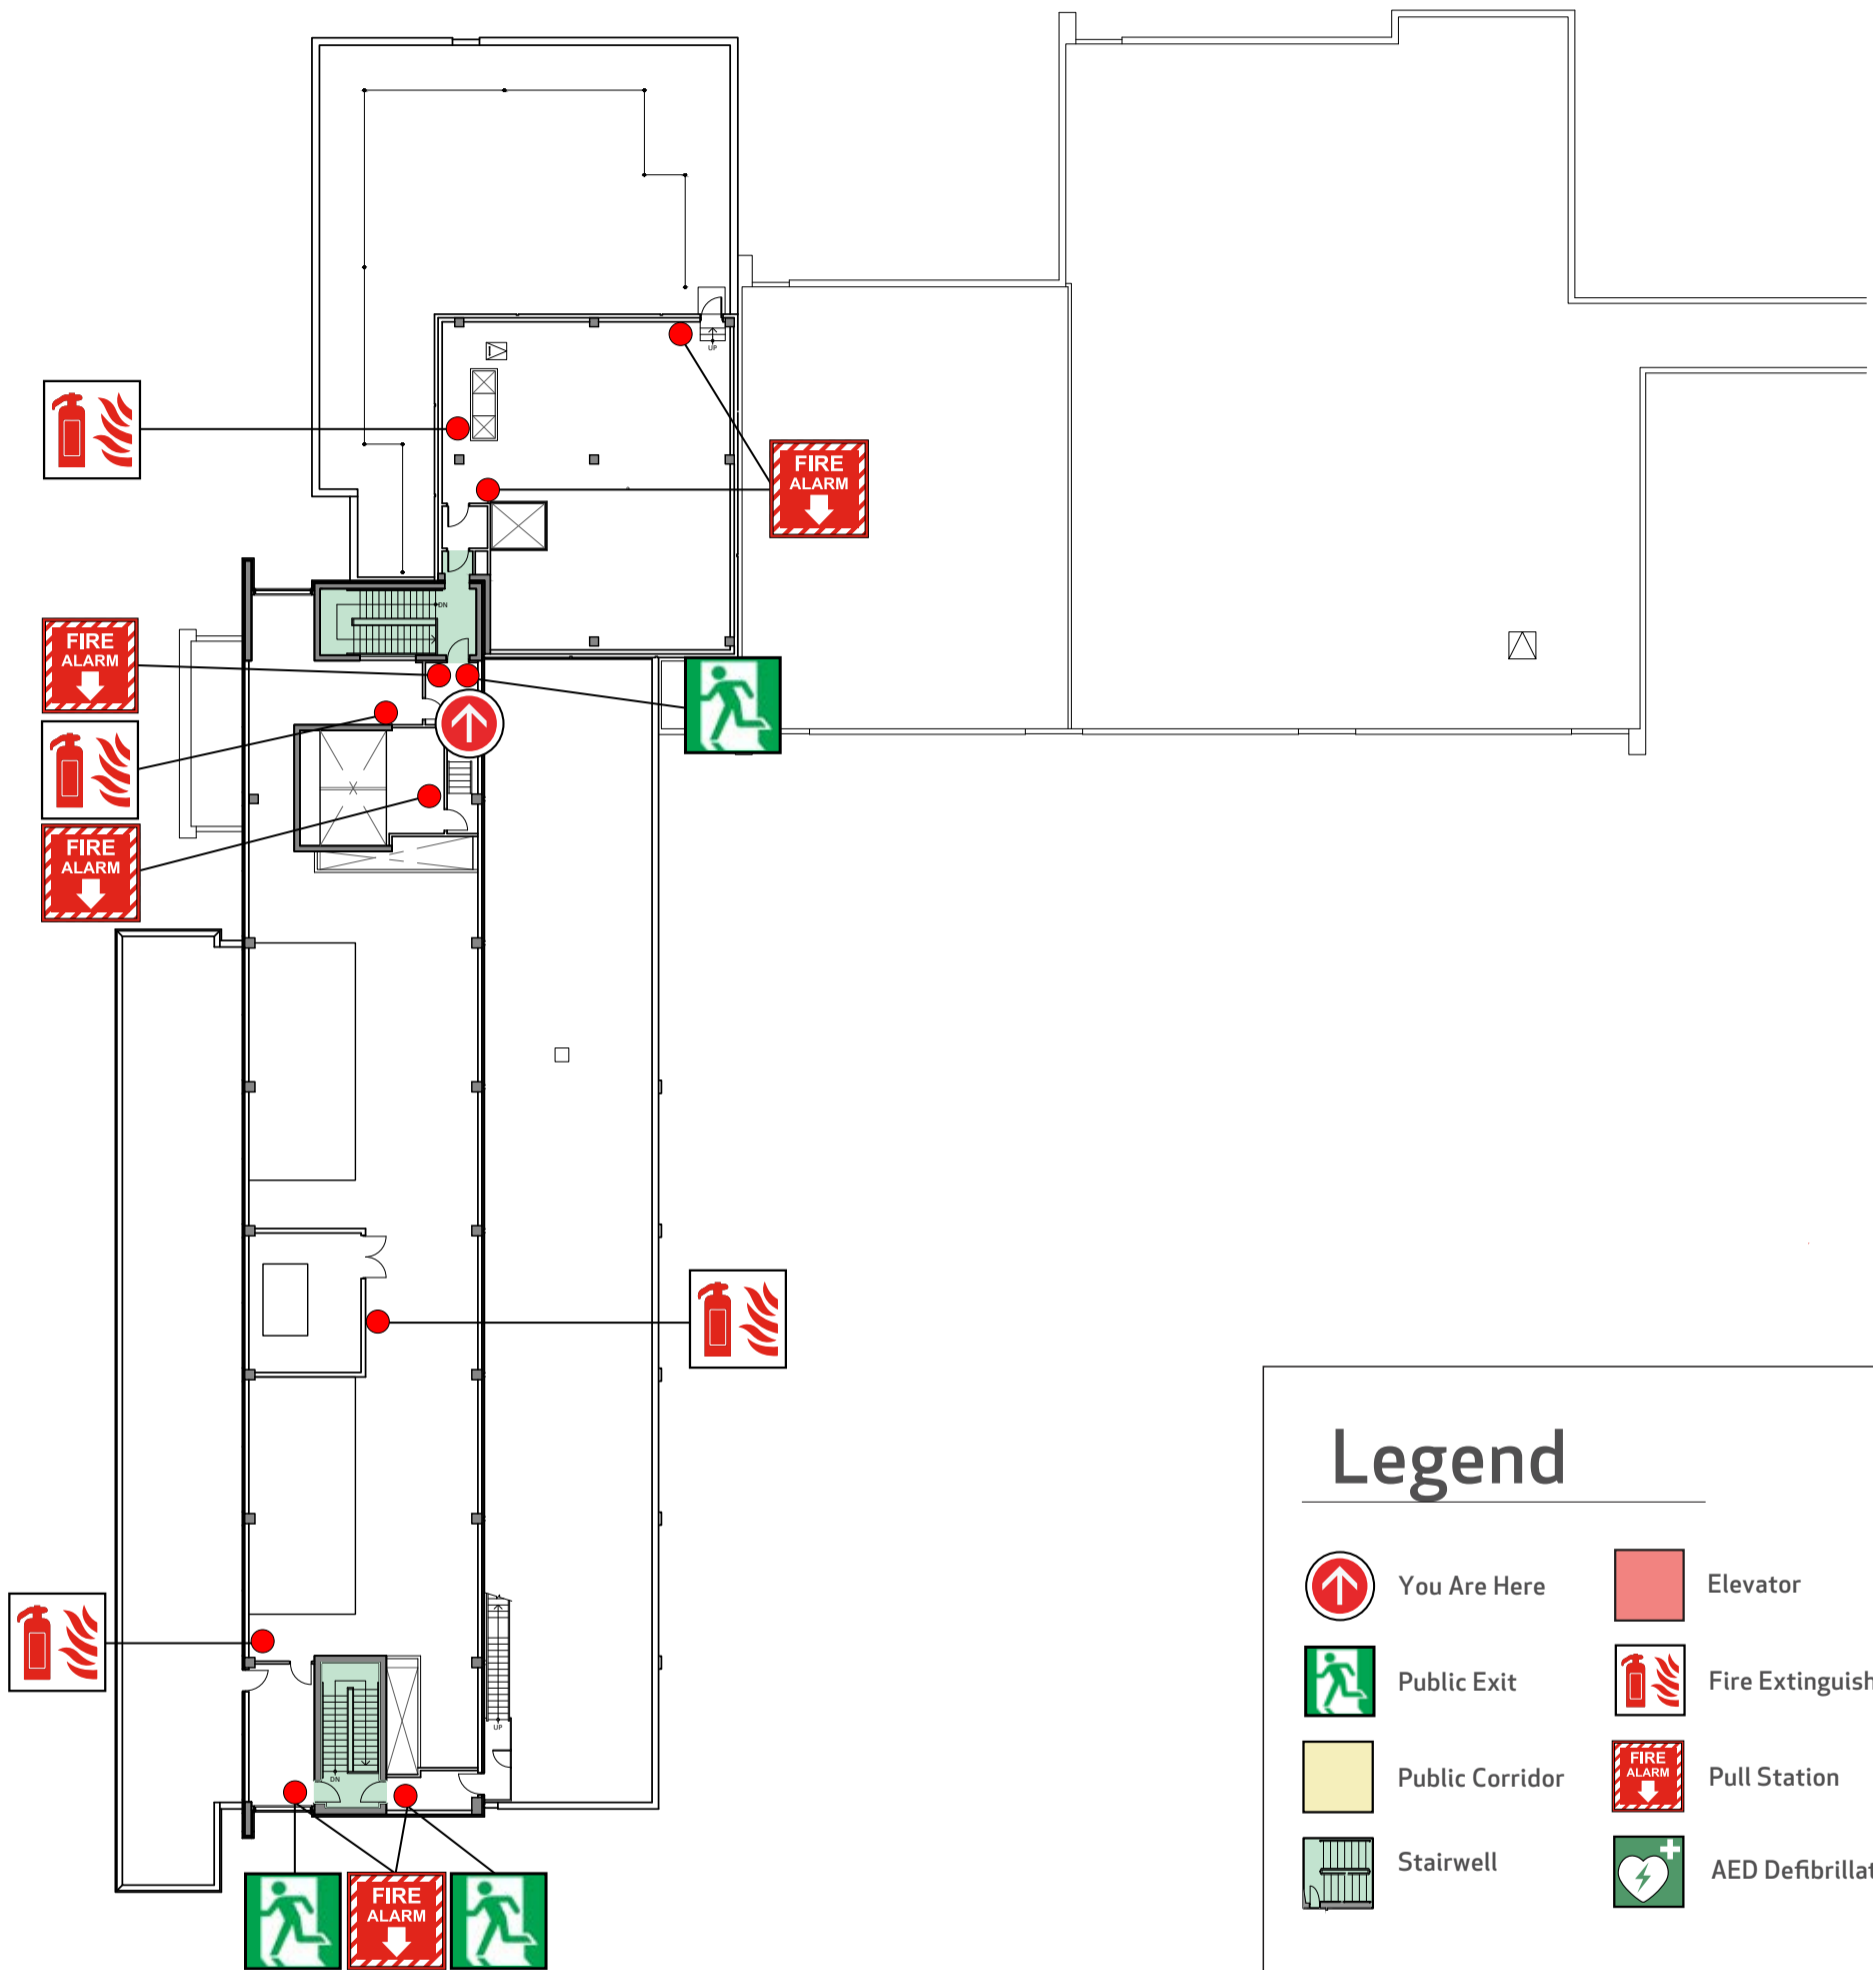 UP
FIRE
ALARM
DN
FIRE
ALARM
FIRE
ALARM
UP
DN
FIRE
ALARM
Legend
You Are Here
Elevator
Public Exit
Fire Extinguish
Public Corridor
FIRE
ALARM
Pull Station
Stairwell
AED Defibrillat